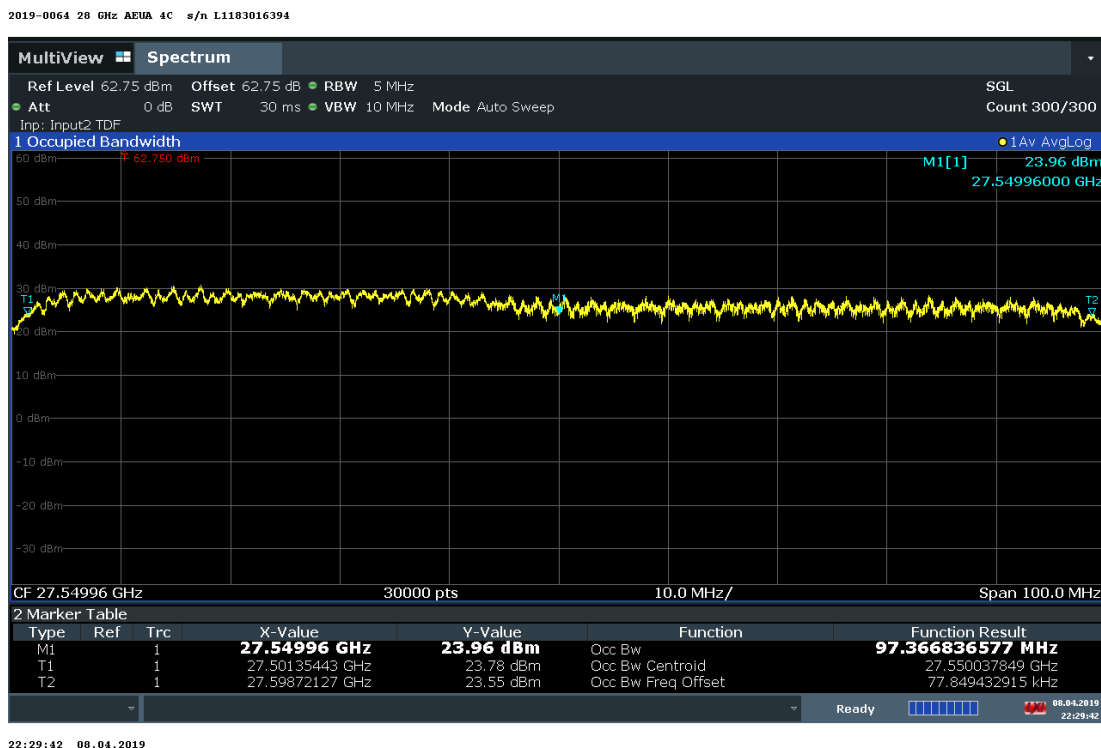 2019-0064 28 GHz AEUA 4C s/n L1183016394
MultiView Spectrum
Ref Level 62.75 dBm Offset 62.75 dB RBW 5 MHz SGL
Att 0 dB SWT 30 ms VBW 10 MHz Mode Auto Sweep Count 300/300
Inp: Input2 TDF
1 Occupied Bandwidth 1Av AvgLog
60 dBm 62.750 dBm M1[1] 23.96 dBm
27.54996000 GHz
50 dBm
40 dBm
30 dBm
T1 M1 T2
20 dBm
10 dBm
0 dBm
-10 dBm
-20 dBm
-30 dBm
CF 27.54996 GHz 30000 pts 10.0 MHz/ Span 100.0 MHz
2 Marker Table
Type Ref Trc X-Value Y-Value Function Function Result
M1 1 27.54996 GHz 23.96 dBm Occ Bw 97.366836577 MHz
T1 1 27.50135443 GHz 23.78 dBm Occ Bw Centroid 27.550037849 GHz
T2 1 27.59872127 GHz 23.55 dBm Occ Bw Freq Offset 77.849432915 kHz
Ready 08.04.2019
22:29:42
22:29:42 08.04.2019